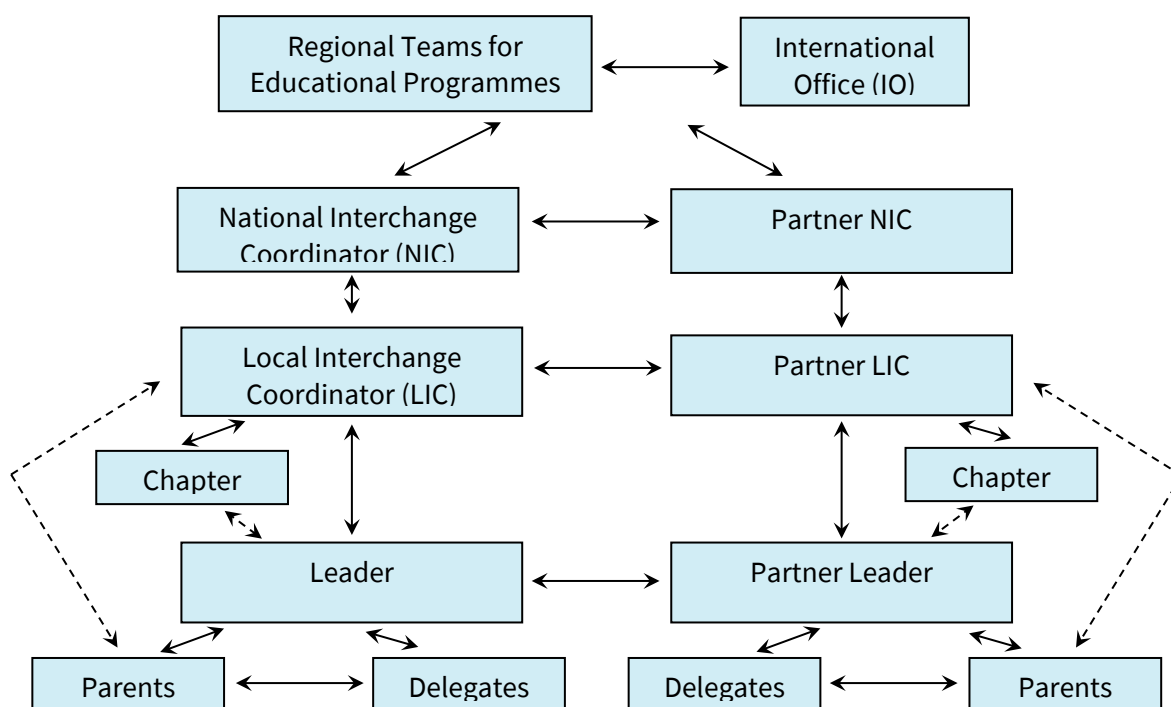 Regional Teams for
Educational Programmes
International
Office (IO)
National Interchange
Coordinator (NIC)
Partner NIC
Local Interchange
Coordinator (LIC)
Partner LIC
Chapter
Chapter
Leader
Partner Leader
Parents
Delegates
Delegates
Parents